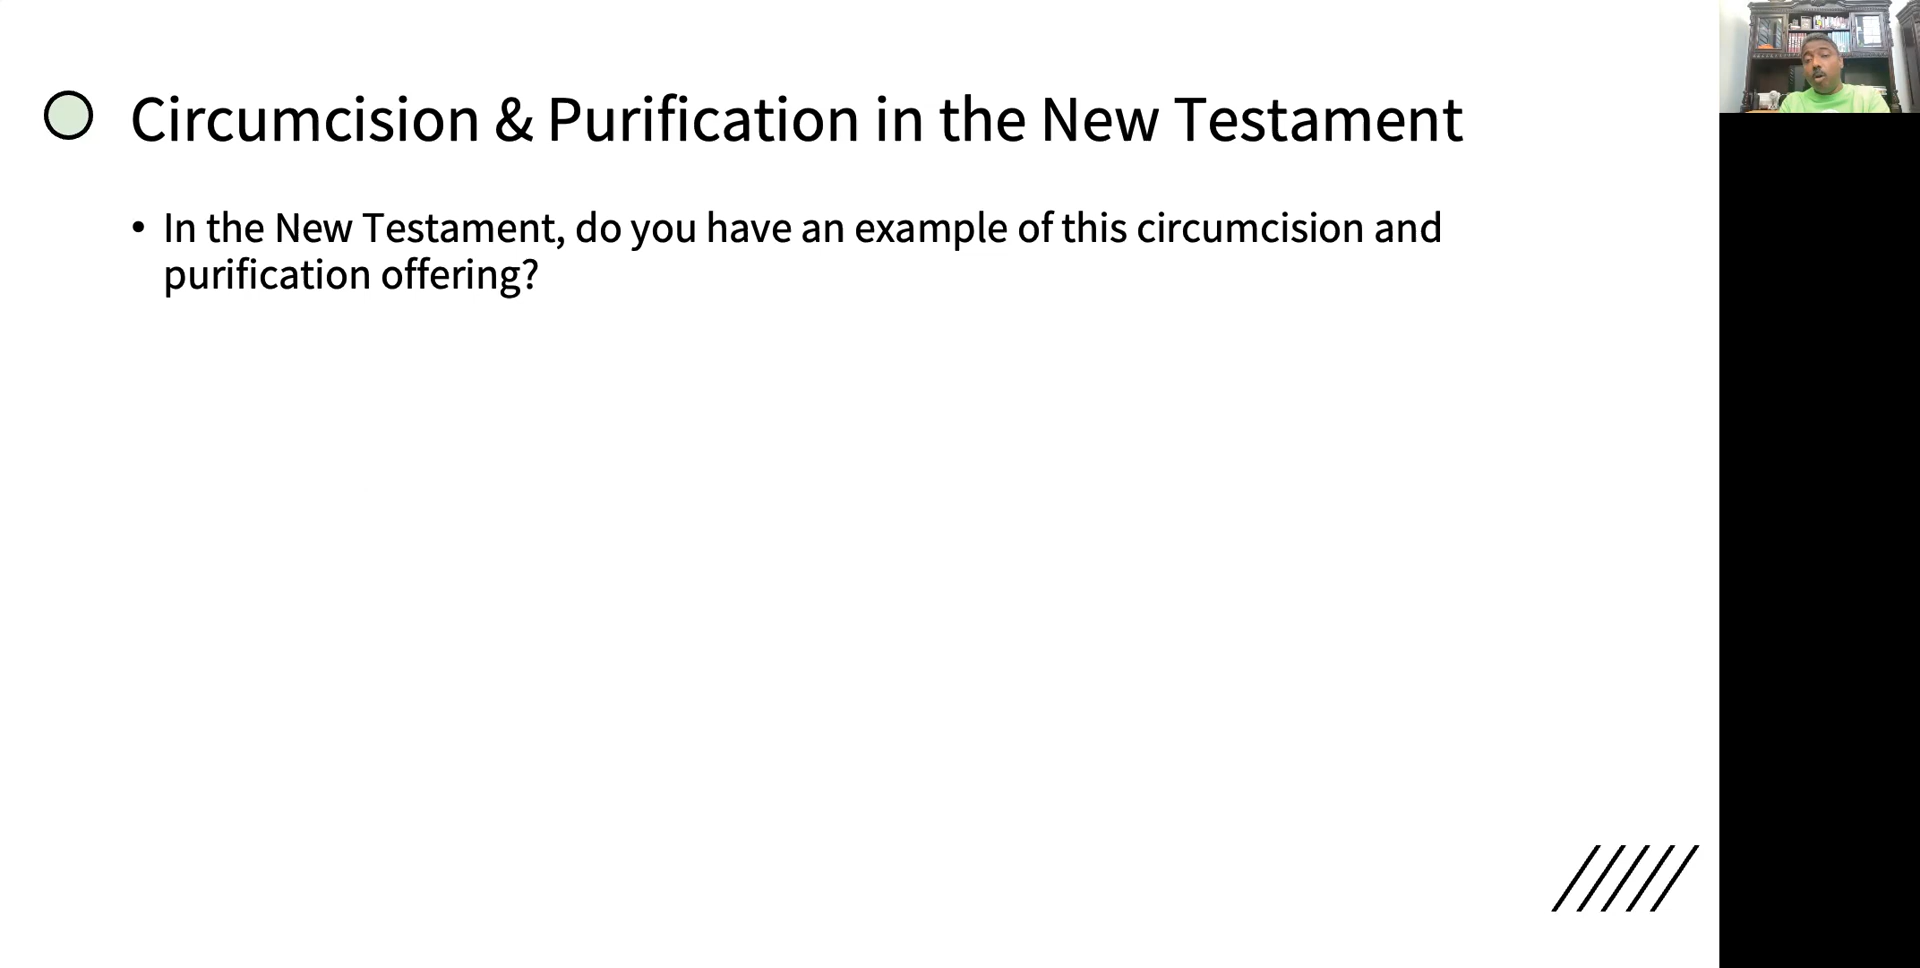 Circumcision & Purification in the New Testament
• In the New Testament, do you have an example of this circumcision and
purification offering?